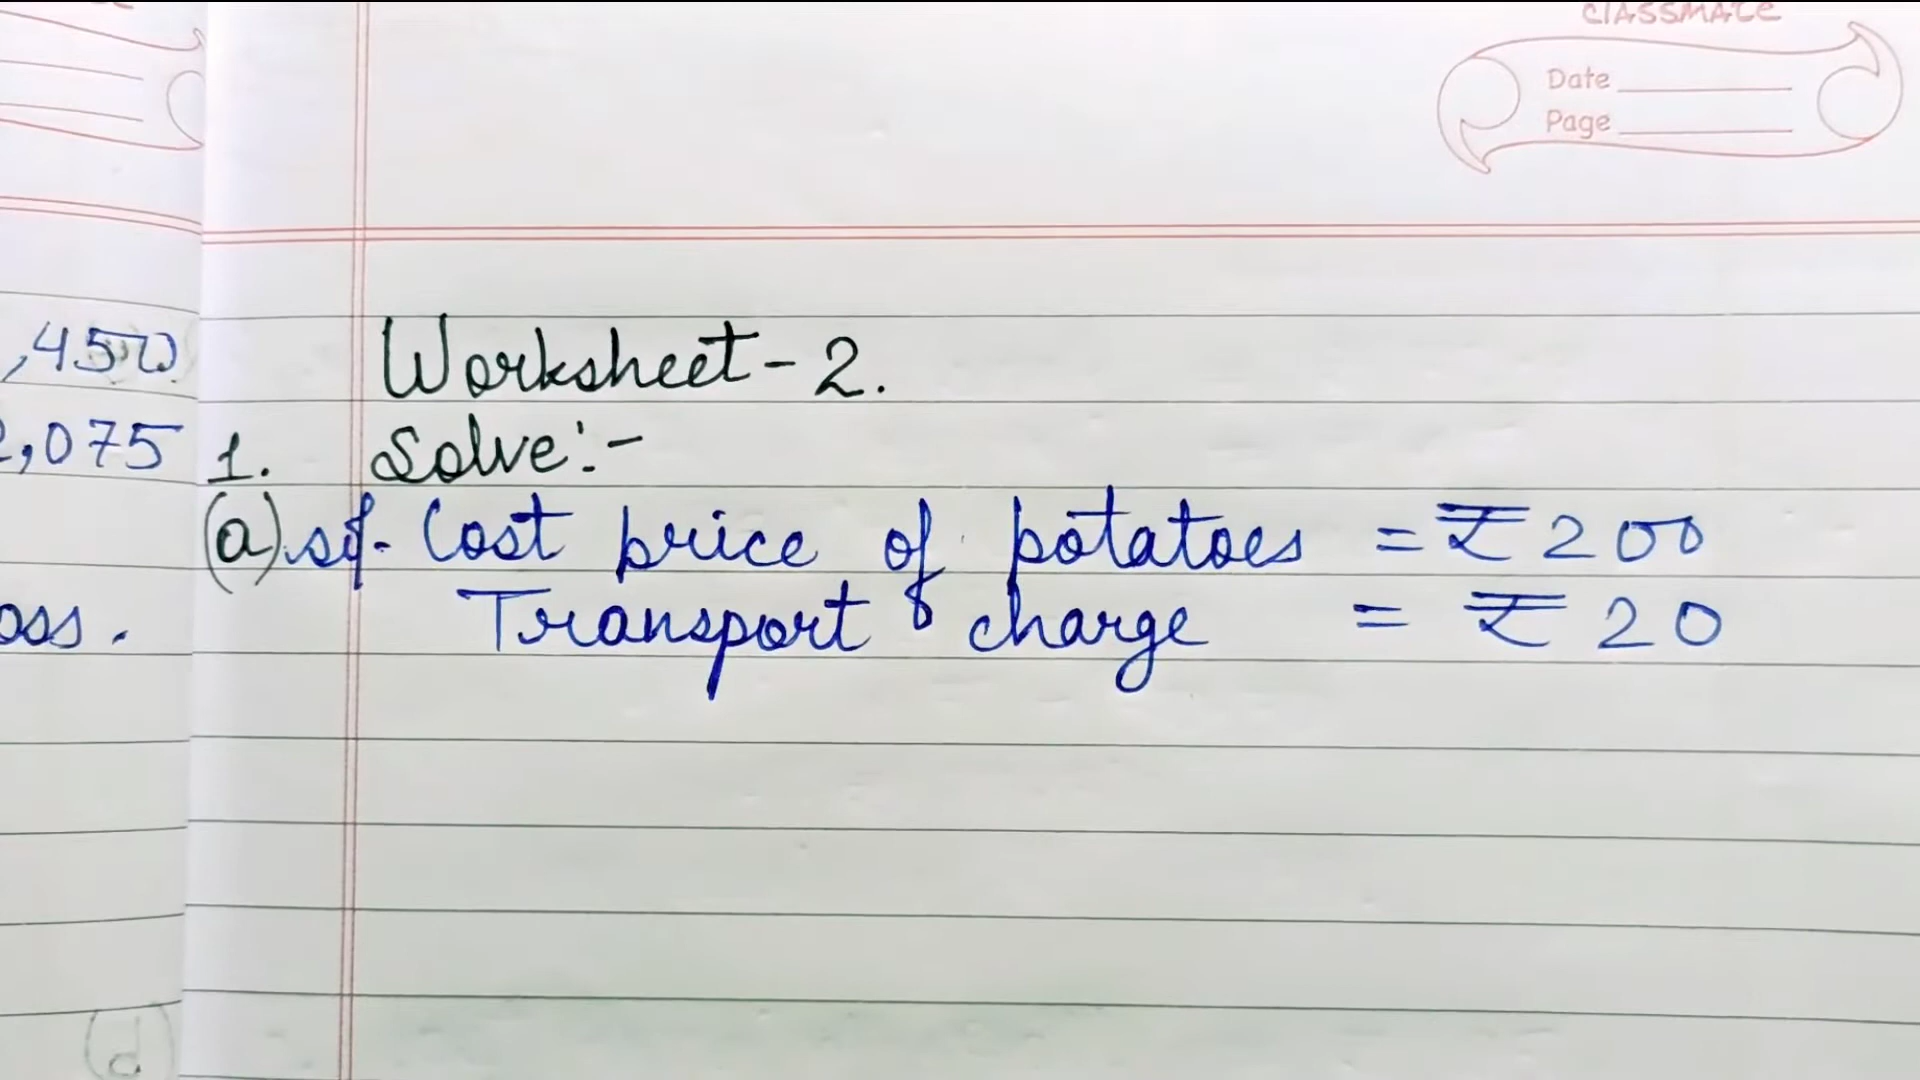 classmate
Date
Page
,450
2,075
oss.
Worksheet-2.
1. Solve:-
(a) sol- Cost price of potatoes = ₹ 200
Transport charge = ₹ 20
(d)